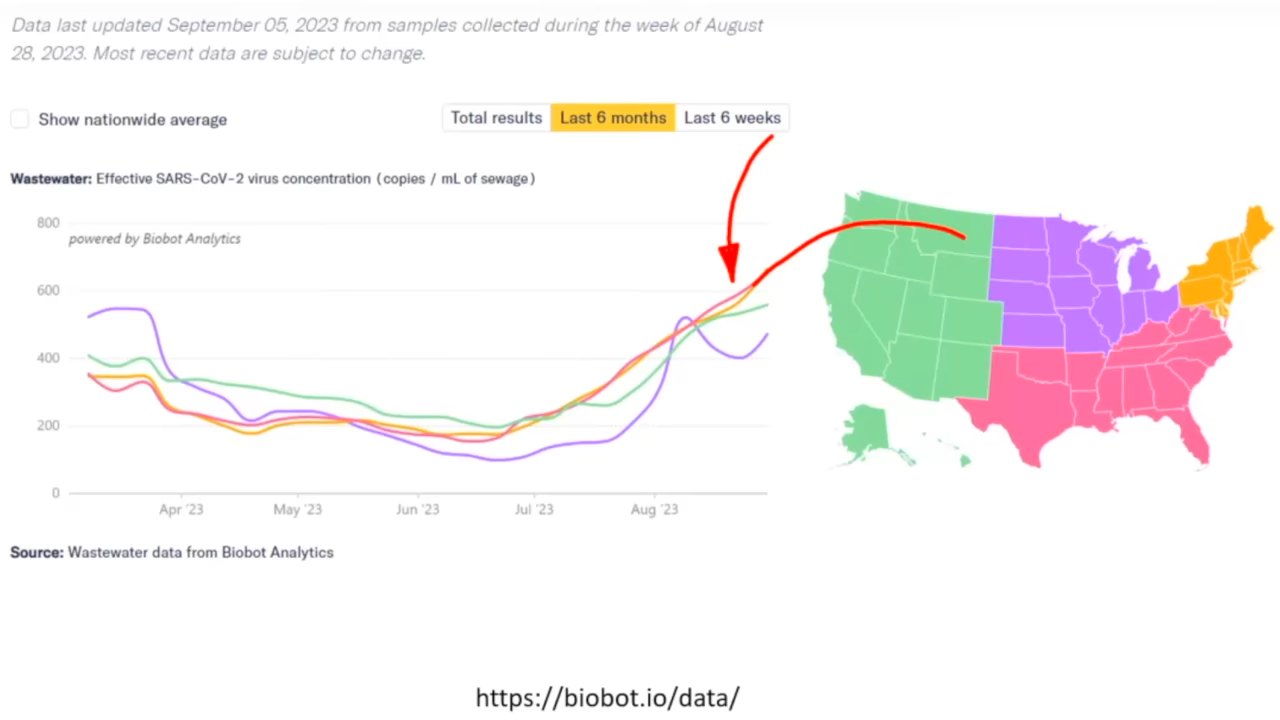 Data last updated September 05, 2023 from samples collected during the week of August
28, 2023. Most recent data are subject to change.
Show nationwide average
Total results Last 6 months Last 6 weeks
Wastewater: Effective SARS-CoV-2 virus concentration (copies / mL of sewage)
800
powered by Biobot Analytics
600
400
200
0
Apr '23 May '23 Jun '23 Jul '23 Aug '23
Source: Wastewater data from Biobot Analytics
https://biobot.io/data/